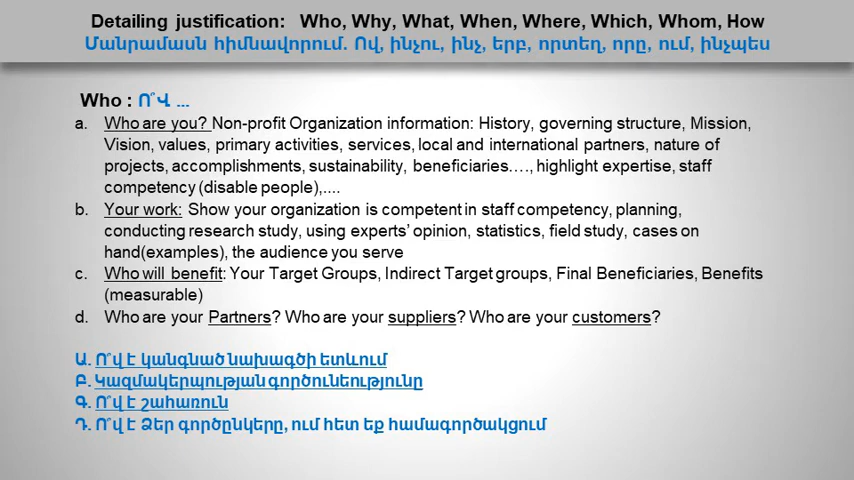 Detailing justification: Who, Why, What, When, Where, Which, Whom, How
Մանրամասն հիմնավորում. Ով, ինչու, ինչ, երբ, որտեղ, որը, ում, ինչպես
Who : Ո՞Վ ...
a. Who are you? Non-profit Organization information: History, governing structure, Mission,
Vision, values, primary activities, services, local and international partners, nature of
projects, accomplishments, sustainability, beneficiaries...., highlight expertise, staff
competency (disable people),....
b. Your work: Show your organization is competent in staff competency, planning,
conducting research study, using experts' opinion, statistics, field study, cases on
hand(examples), the audience you serve
c. Who will benefit: Your Target Groups, Indirect Target groups, Final Beneficiaries, Benefits
(measurable)
d. Who are your Partners? Who are your suppliers? Who are your customers?
Ա. Ո՞վ է կանգնած նախագծի ետևում
Բ. Կազմակերպության գործունեությունը
Գ. Ո՞վ է շահառուն
Դ. Ո՞վ է Ձեր գործընկերը, ում հետ եք համագործակցում